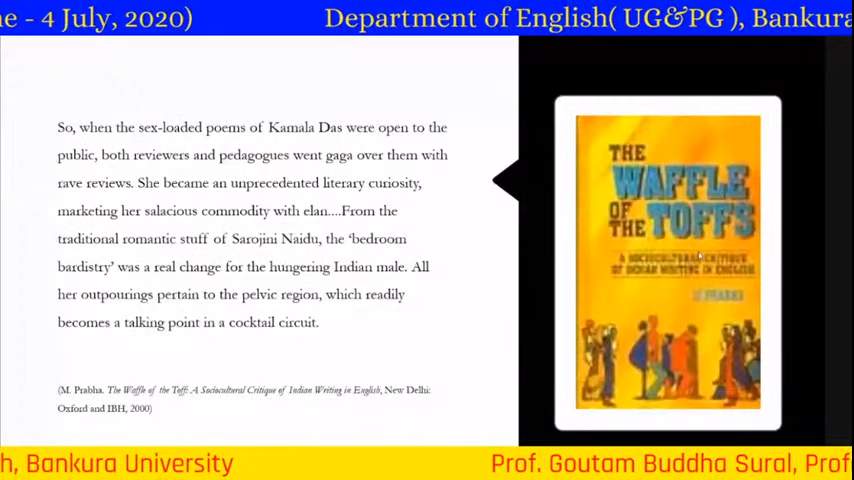 e - 4 July, 2020)
Department of English( UG&PG ), Bankura
So, when the sex-loaded poems of Kamala Das were open to the
public, both reviewers and pedagogues went gaga over them with
rave reviews. She became an unprecedented literary curiosity,
marketing her salacious commodity with elan....From the
traditional romantic stuff of Sarojini Naidu, the ‘bedroom
bardistry’ was a real change for the hungering Indian male. All
her outpourings pertain to the pelvic region, which readily
becomes a talking point in a cocktail circuit.
(M. Prabha. The Waffle of the Toff: A Sociocultural Critique of Indian Writing in English, New Delhi:
Oxford and IBH, 2000)
THE
WAFFLE
OF
THE TOFFS
A SOCIOCULTURAL CRITIQUE
OF INDIAN WRITING IN ENGLISH
PRABHA
h, Bankura University
Prof. Goutam Buddha Sural, Prof